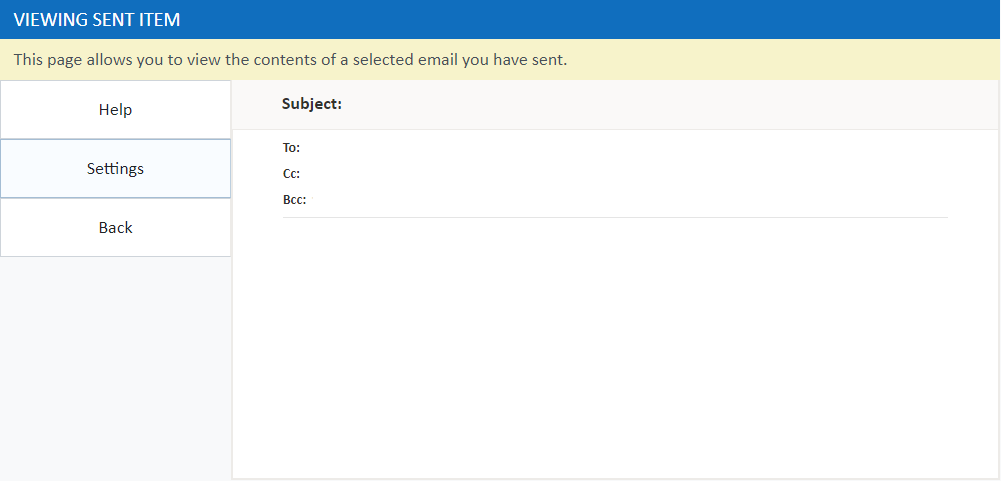 VIEWING SENT ITEM
This page allows you to view the contents of a selected email you have sent.
Help
Settings
Back
Subject:
To:
Cc:
Bcc: